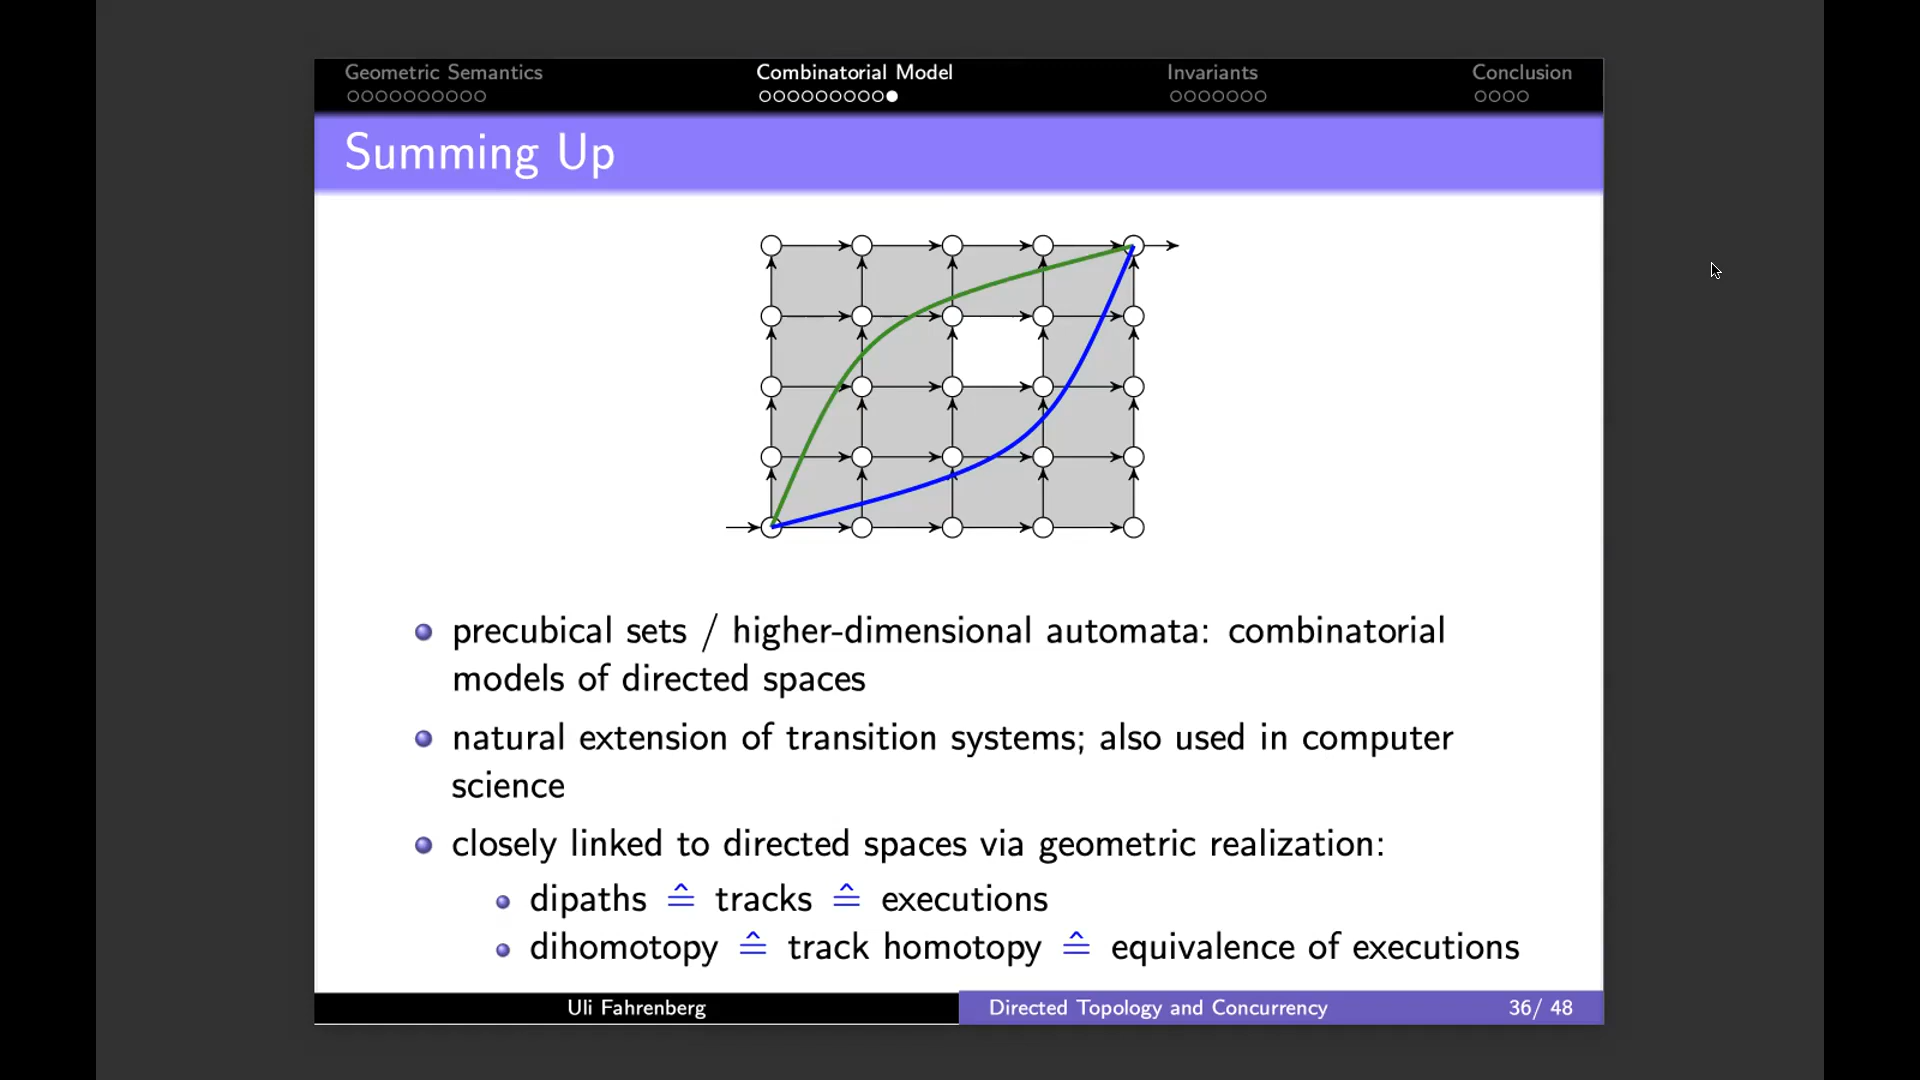 Geometric Semantics
Combinatorial Model
Invariants
Conclusion
Summing Up
precubical sets / higher-dimensional automata: combinatorial
models of directed spaces
natural extension of transition systems; also used in computer
science
closely linked to directed spaces via geometric realization:
dipaths ≙ tracks ≙ executions
dihomotopy ≙ track homotopy ≙ equivalence of executions
Uli Fahrenberg
Directed Topology and Concurrency
36/ 48